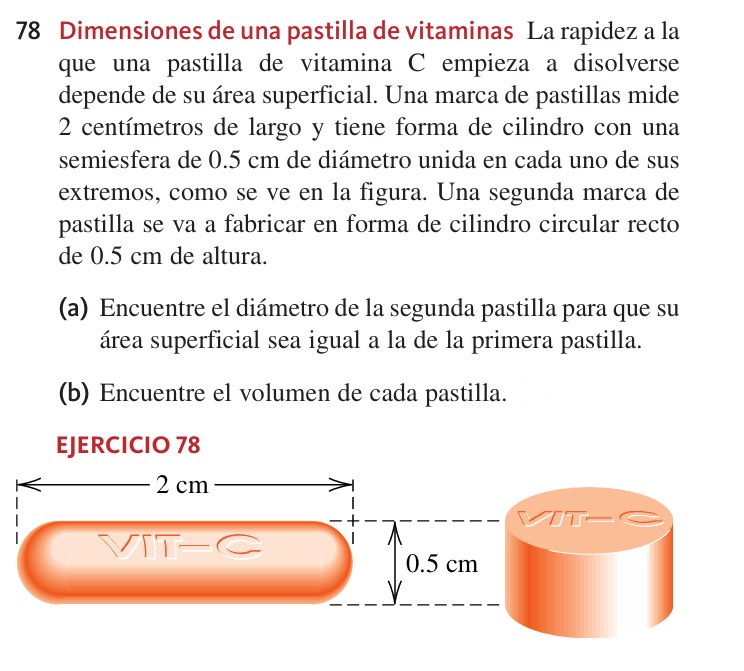 78 Dimensiones de una pastilla de vitaminas La rapidez a la
que una pastilla de vitamina C empieza a disolverse
depende de su área superficial. Una marca de pastillas mide
2 centímetros de largo y tiene forma de cilindro con una
semiesfera de 0.5 cm de diámetro unida en cada uno de sus
extremos, como se ve en la figura. Una segunda marca de
pastilla se va a fabricar en forma de cilindro circular recto
de 0.5 cm de altura.
(a) Encuentre el diámetro de la segunda pastilla para que su
área superficial sea igual a la de la primera pastilla.
(b) Encuentre el volumen de cada pastilla.
EJERCICIO 78
2 cm
VIT–C
VIT–C
0.5 cm